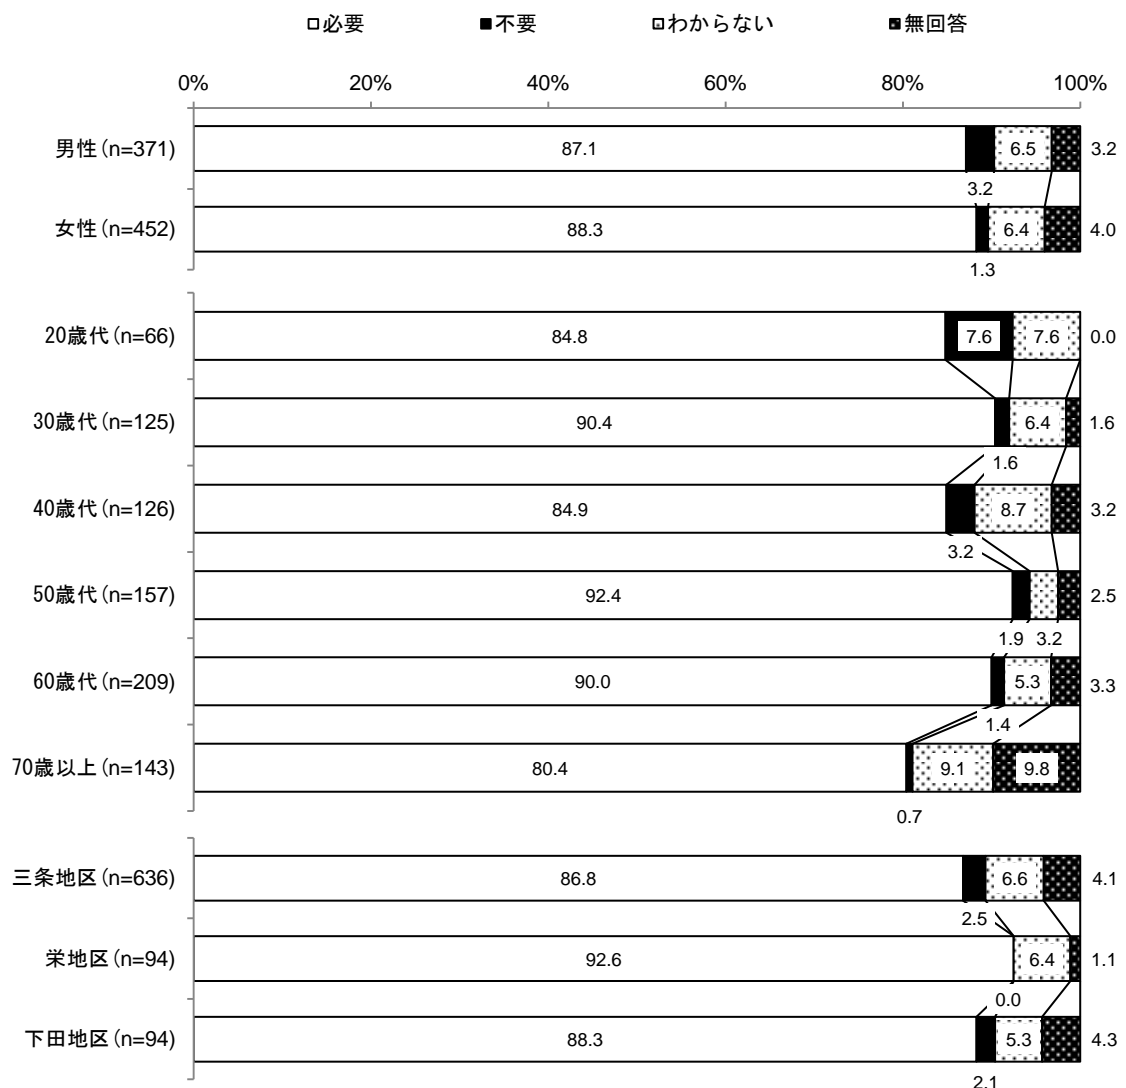 □必要 ■不要 □わからない ■無回答
0% 20% 40% 60% 80% 100%
男性(n=371) 87.1 6.5 3.2
3.2
女性(n=452) 88.3 6.4 4.0
1.3
20歳代(n=66) 84.8 7.6 7.6 0.0
30歳代(n=125) 90.4 6.4 1.6
1.6
40歳代(n=126) 84.9 8.7 3.2
3.2
50歳代(n=157) 92.4 2.5
1.9 3.2
60歳代(n=209) 90.0 5.3 3.3
1.4
70歳以上(n=143) 80.4 9.1 9.8
0.7
三条地区(n=636) 86.8 6.6 4.1
2.5
栄地区(n=94) 92.6 6.4 1.1
0.0
下田地区(n=94) 88.3 5.3 4.3
2.1